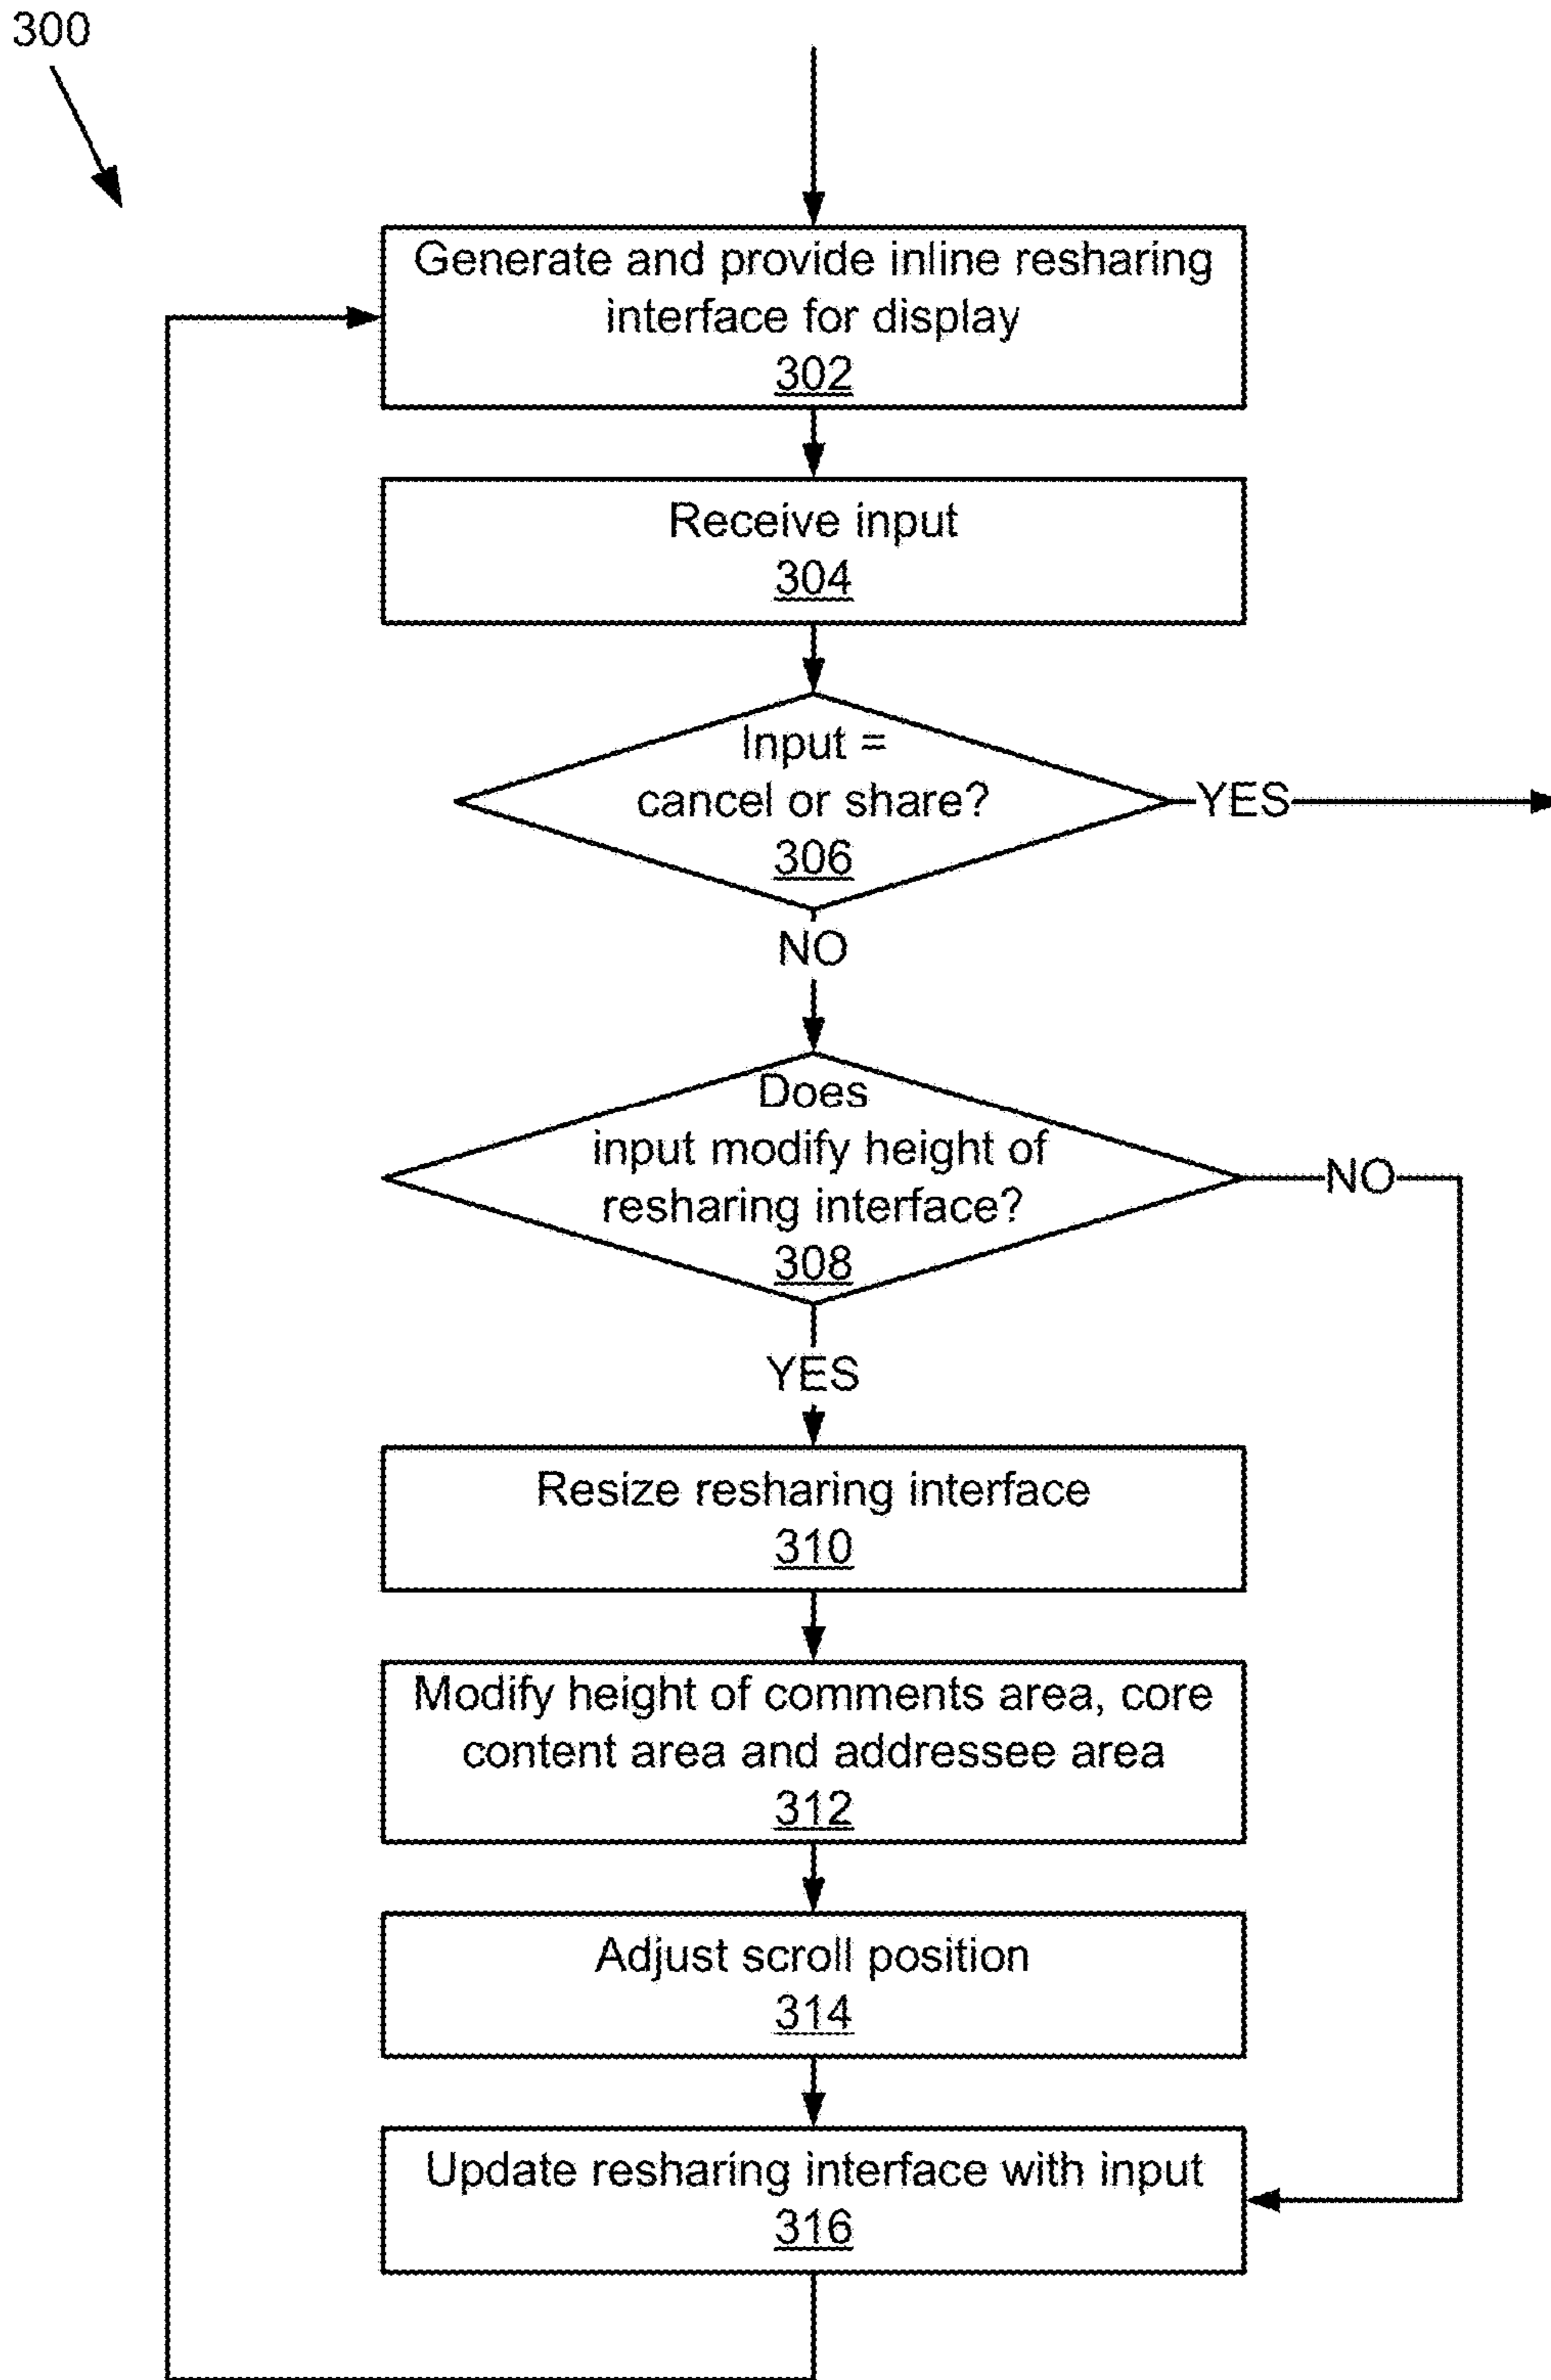 300
Generate and provide inline resharing
interface for display
302
Receive input
304
Input =
cancel or share?
306
YES
NO
Does
input modify height of
resharing interface?
308
NO
YES
Resize resharing interface
310
Modify height of comments area, core
content area and addressee area
312
Adjust scroll position
314
Update resharing interface with input
316